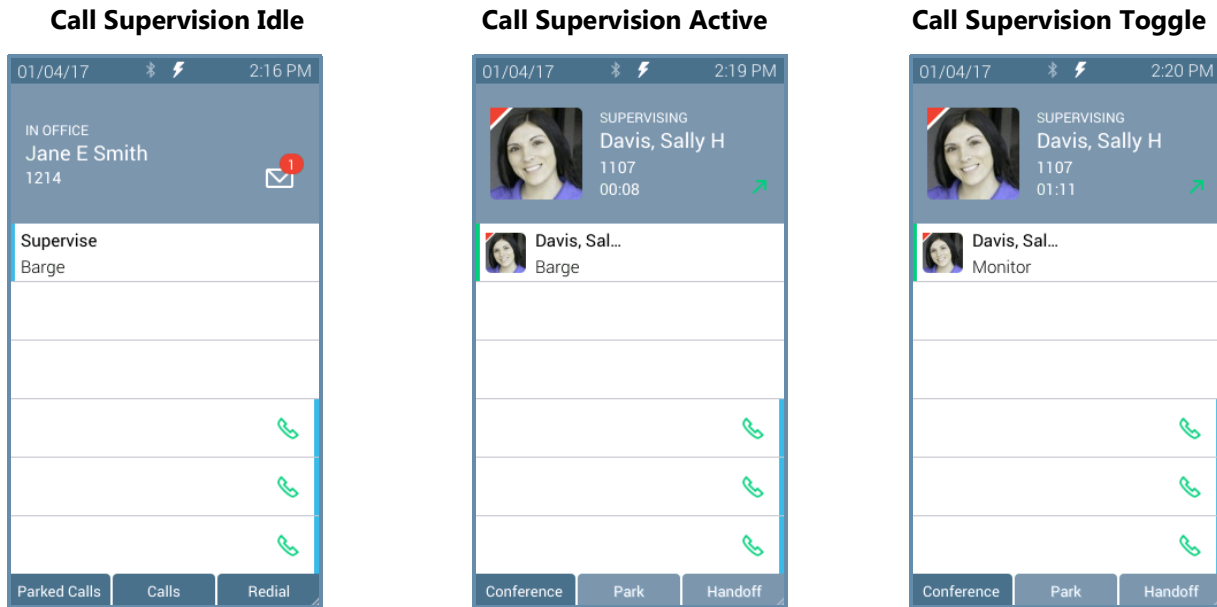 Call Supervision Idle
01/04/17 2:16 PM
IN OFFICE
Jane E Smith
1214
1
Supervise
Barge
Parked Calls Calls Redial
Call Supervision Active
01/04/17 2:19 PM
SUPERVISING
Davis, Sally H
1107
00:08
Davis, Sal...
Barge
Conference Park Handoff
Call Supervision Toggle
01/04/17 2:20 PM
SUPERVISING
Davis, Sally H
1107
01:11
Davis, Sal...
Monitor
Conference Park Handoff